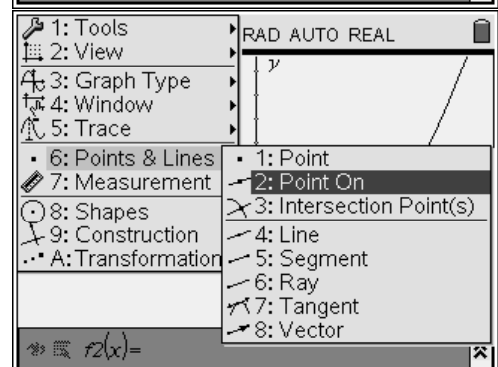 1: Tools
2: View
3: Graph Type
4: Window
5: Trace
6: Points & Lines
7: Measurement
8: Shapes
9: Construction
A: Transformation
RAD AUTO REAL
y
1: Point
2: Point On
3: Intersection Point(s)
4: Line
5: Segment
6: Ray
7: Tangent
8: Vector
f2(x)=